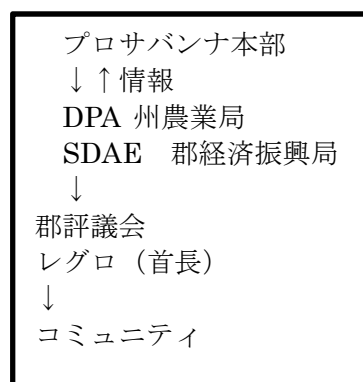 プロサバンナ本部
↓↑情報
DPA 州農業局
SDAE　郡経済振興局
↓
郡評議会
レグロ（首長）
↓
コミュニティ